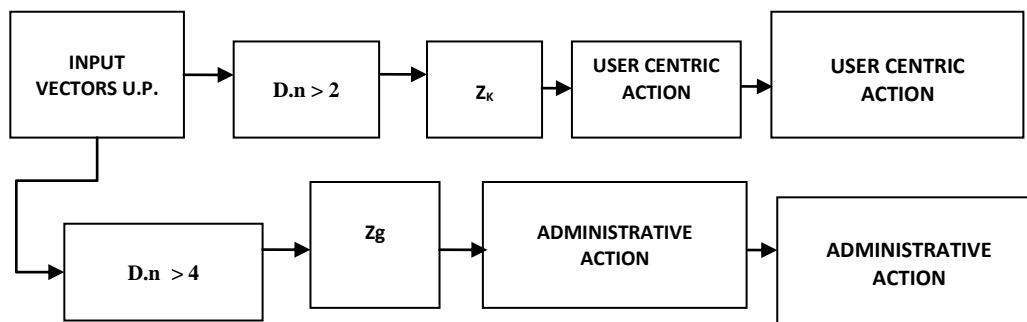 INPUT
VECTORS U.P.
D.n > 2
ZK
USER CENTRIC
ACTION
USER CENTRIC
ACTION
D.n > 4
Zg
ADMINISTRATIVE
ACTION
ADMINISTRATIVE
ACTION